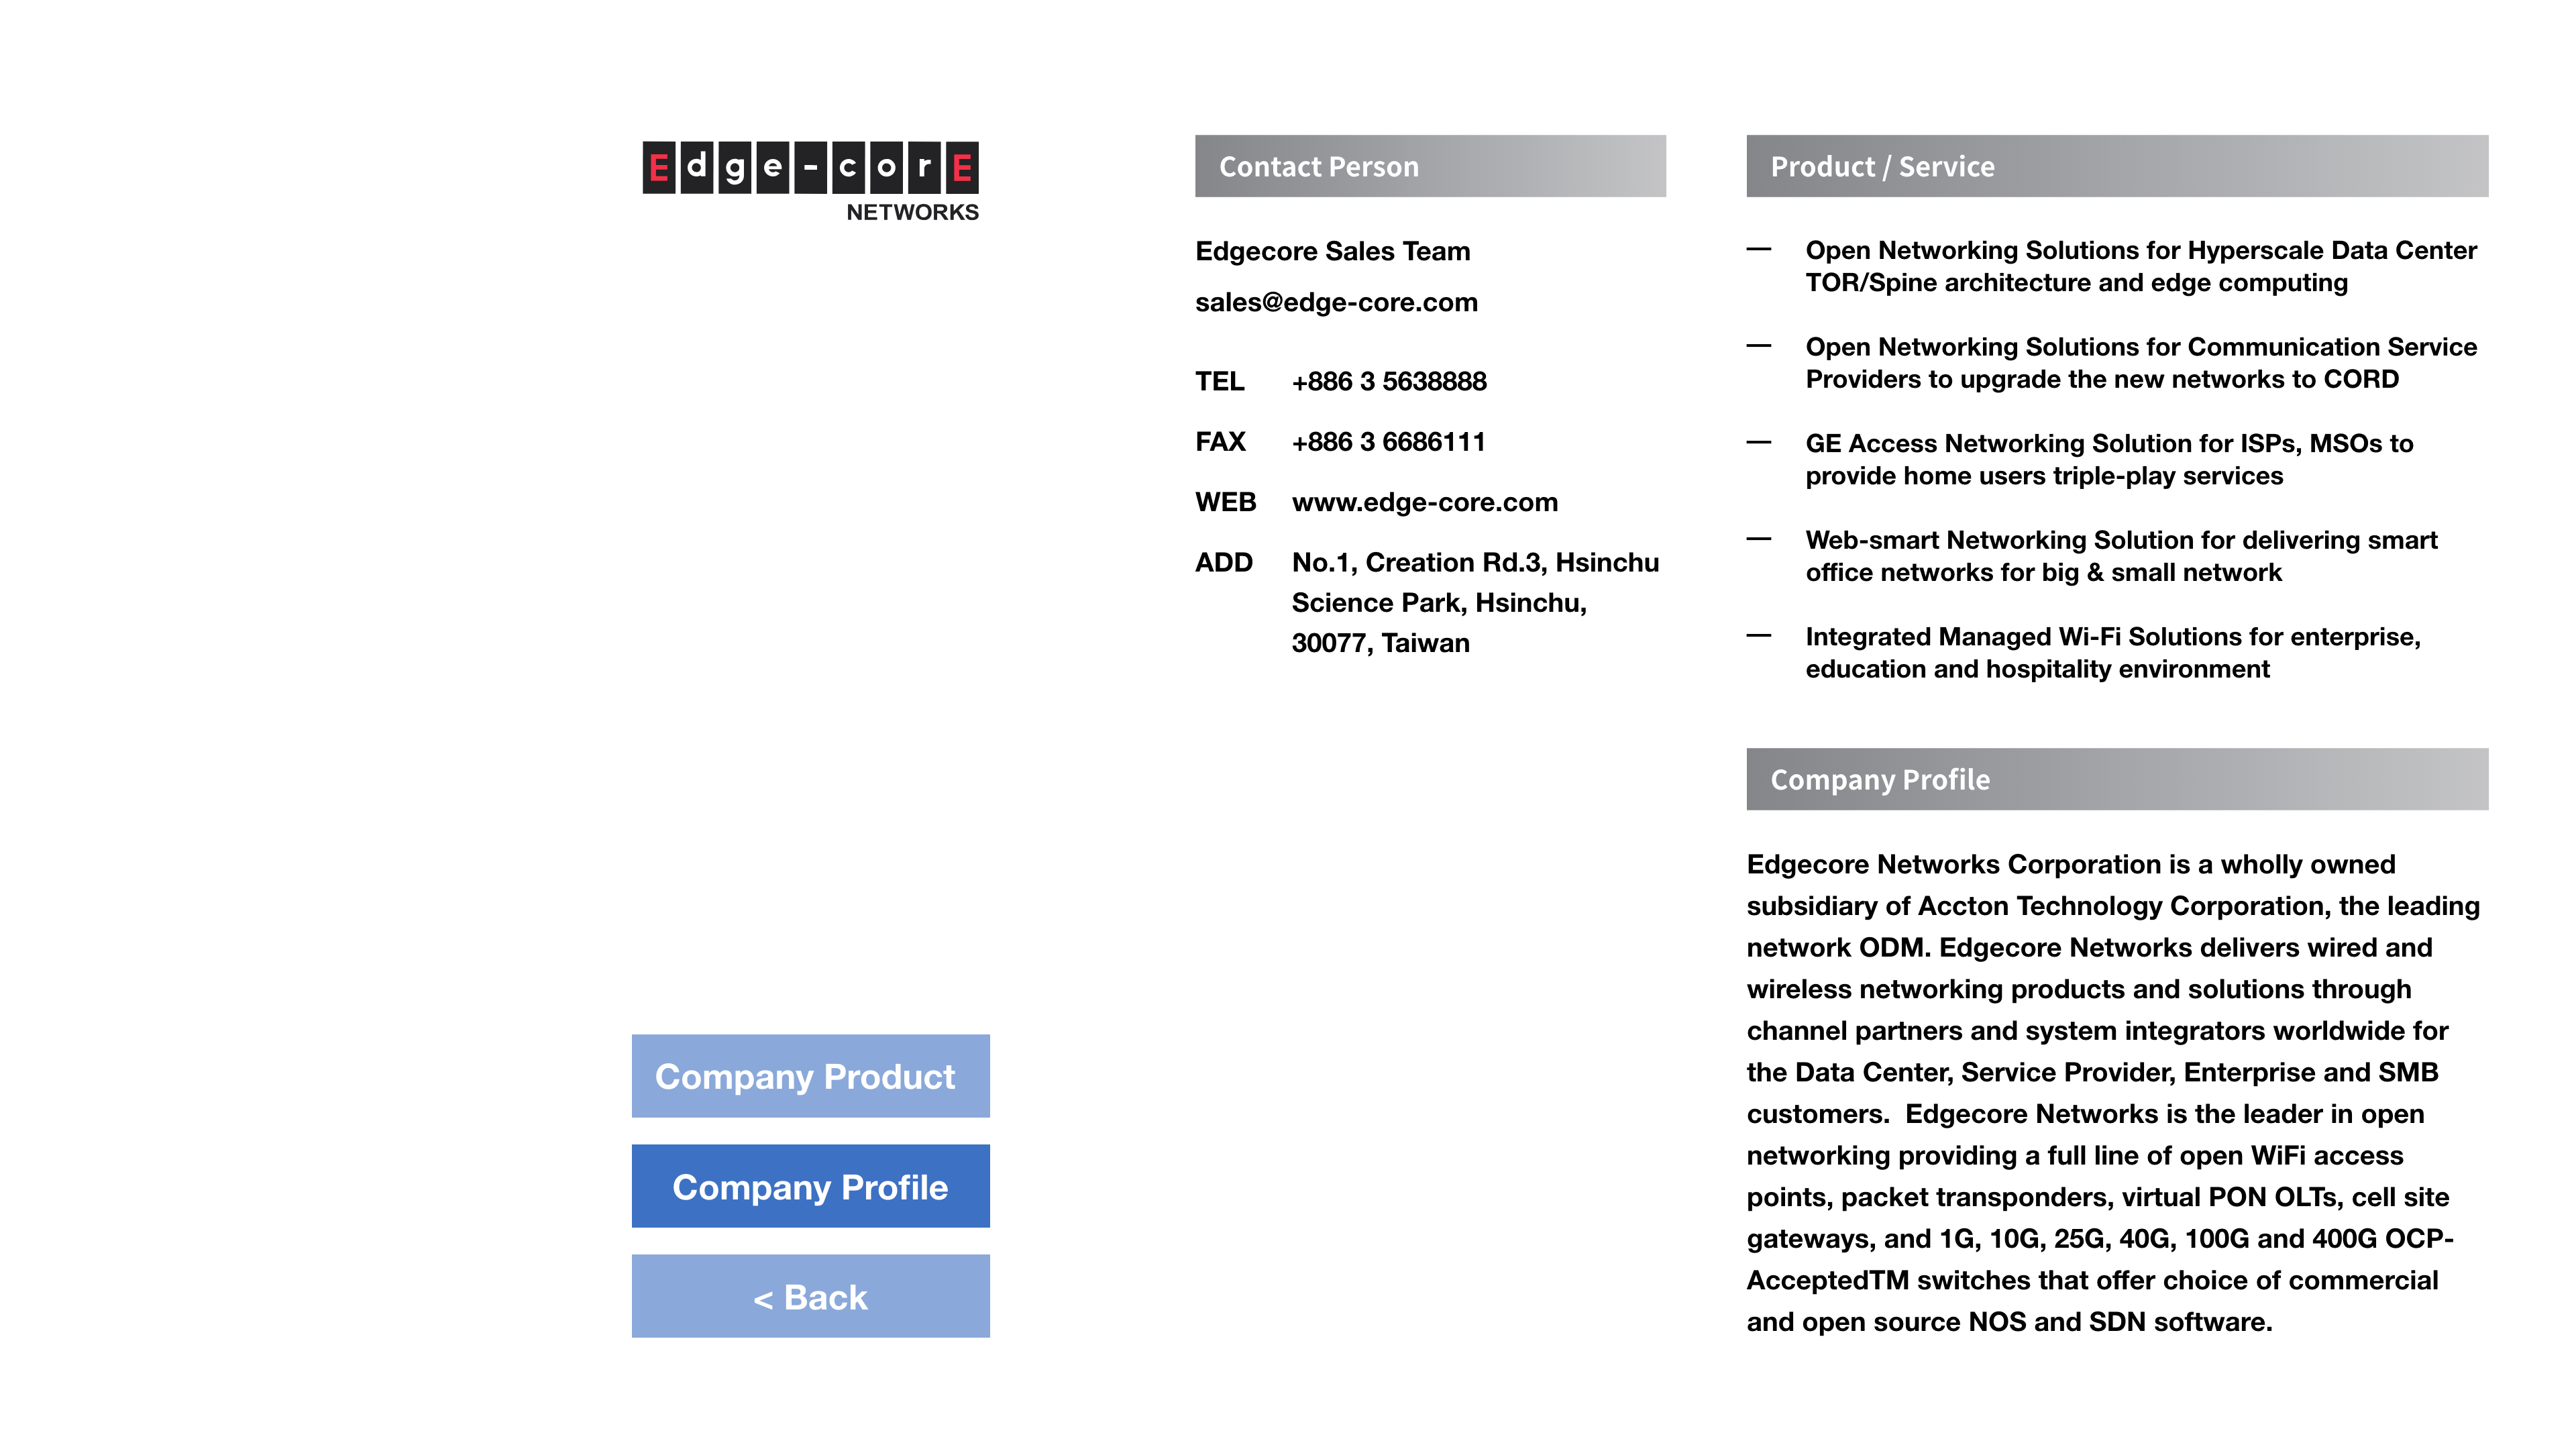 Edge-corE
NETWORKS
Company Product
Company Profile
< Back
Contact Person
Edgecore Sales Team
sales@edge-core.com
TEL +886 3 5638888
FAX +886 3 6686111
WEB www.edge-core.com
ADD No.1, Creation Rd.3, Hsinchu
Science Park, Hsinchu,
30077, Taiwan
Product / Service
— Open Networking Solutions for Hyperscale Data Center
TOR/Spine architecture and edge computing
— Open Networking Solutions for Communication Service
Providers to upgrade the new networks to CORD
— GE Access Networking Solution for ISPs, MSOs to
provide home users triple-play services
— Web-smart Networking Solution for delivering smart
office networks for big & small network
— Integrated Managed Wi-Fi Solutions for enterprise,
education and hospitality environment
Company Profile
Edgecore Networks Corporation is a wholly owned
subsidiary of Accton Technology Corporation, the leading
network ODM. Edgecore Networks delivers wired and
wireless networking products and solutions through
channel partners and system integrators worldwide for
the Data Center, Service Provider, Enterprise and SMB
customers.  Edgecore Networks is the leader in open
networking providing a full line of open WiFi access
points, packet transponders, virtual PON OLTs, cell site
gateways, and 1G, 10G, 25G, 40G, 100G and 400G OCP-
AcceptedTM switches that offer choice of commercial
and open source NOS and SDN software.